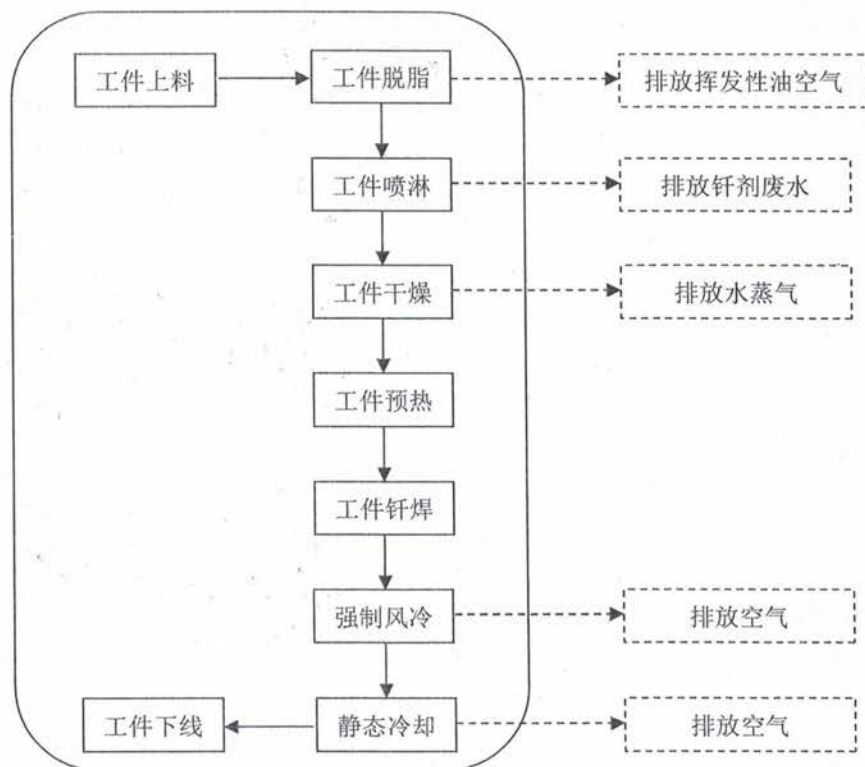 工件上料
工件脱脂
排放挥发性油空气
工件喷淋
排放钎剂废水
工件干燥
排放水蒸气
工件预热
工件钎焊
强制风冷
排放空气
工件下线
静态冷却
排放空气